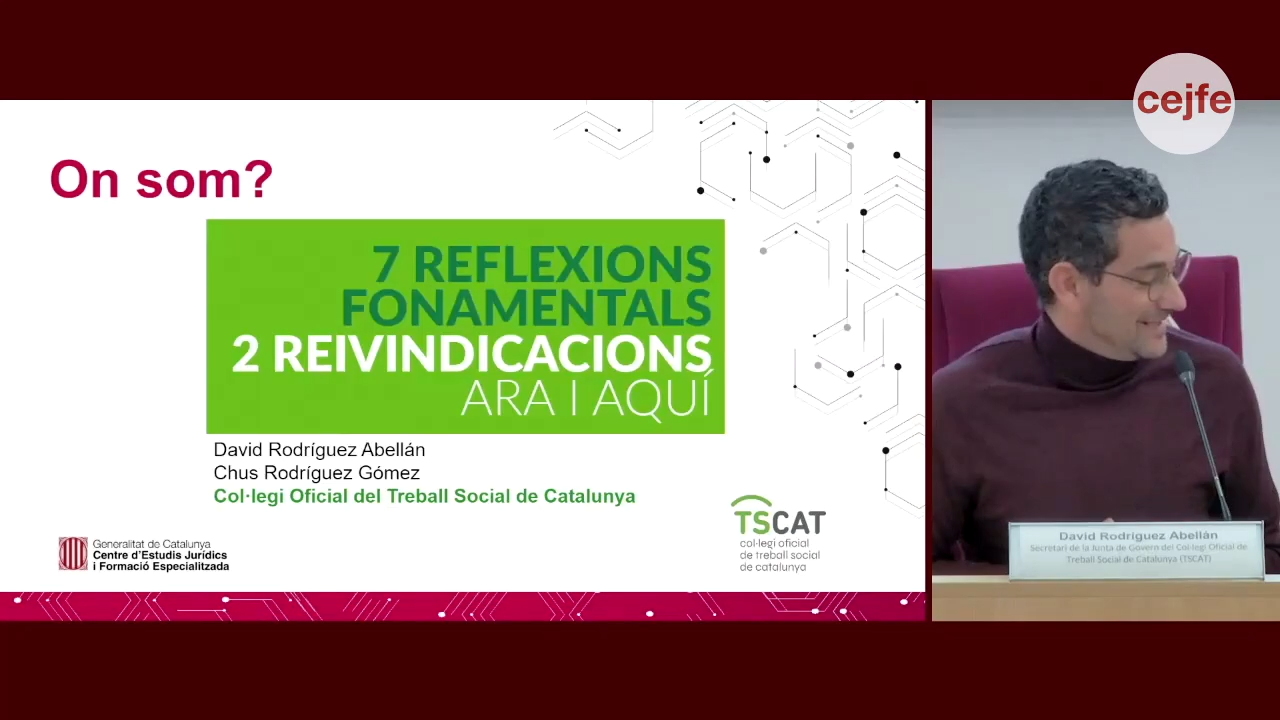 cejfe
On som?
7 REFLEXIONS
FONAMENTALS
2 REIVINDICACIONS
ARA I AQUÍ
David Rodríguez Abellán
Chus Rodríguez Gómez
Col·legi Oficial del Treball Social de Catalunya
TSCAT
col·legi oficial
de treball social
de catalunya
Generalitat de Catalunya
Centre d'Estudis Jurídics
i Formació Especialitzada
David Rodríguez Abellán
Secretari de la Junta de Govern del Col·legi Oficial de
Treball Social de Catalunya (TSCAT)